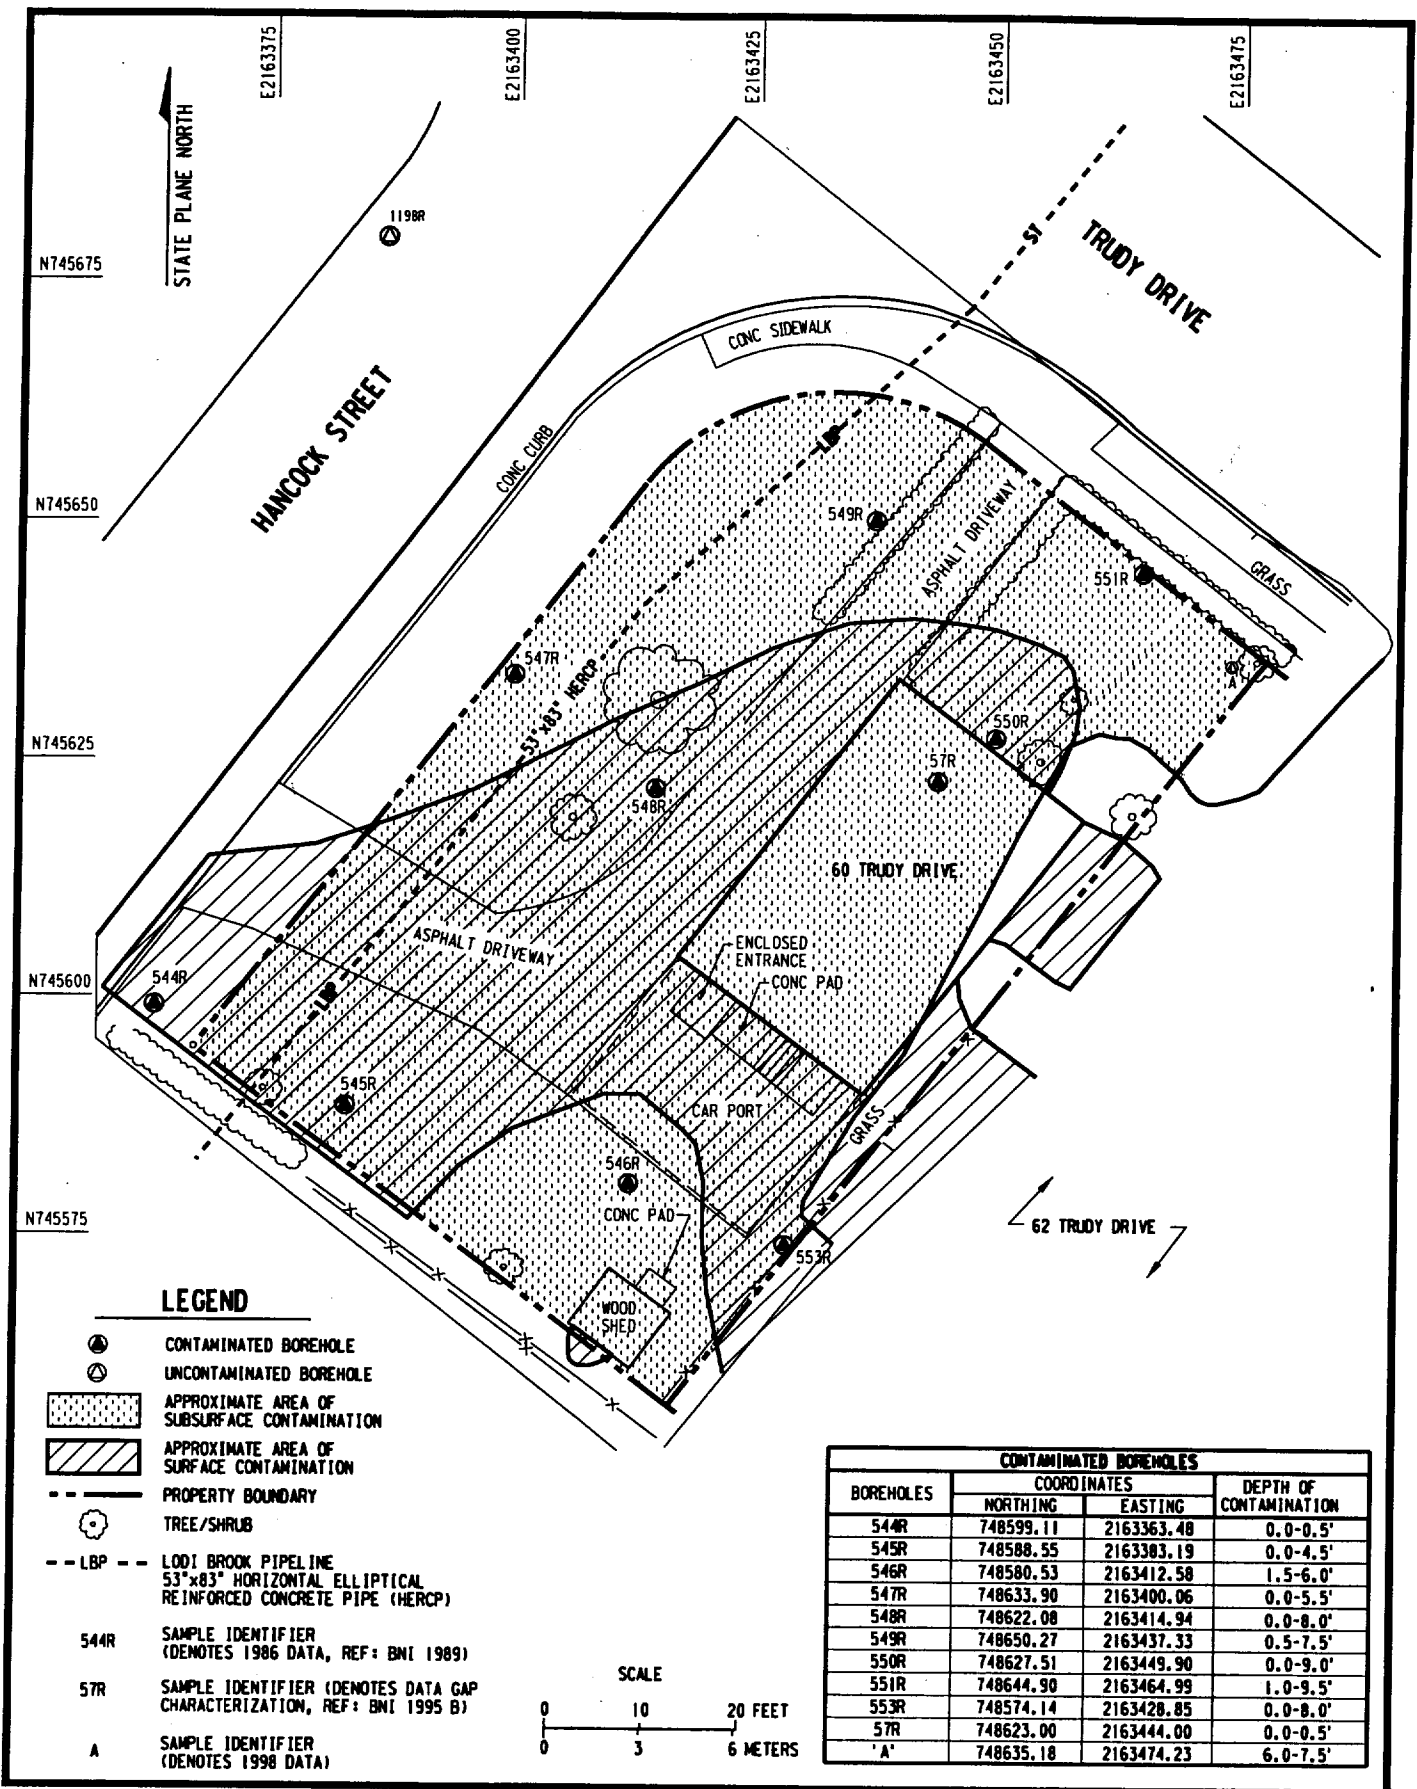 E2163375
E2163400
E2163425
E2163450
E2163475
STATE PLANE NORTH
119BR
N745675
ST
TRUDY DRIVE
CONC SIDEWALK
HANCOCK STREET
CONC CURB
LBP
N745650
549R
ASPHALT DRIVEWAY
551R
GRASS
547R
A
53"x83" HERCP
550R
N745625
57R
548R
60 TRUDY DRIVE
ASPHALT DRIVEWAY
ENCLOSED
ENTRANCE
CONC PAD
N745600
544R
LBP
545R
CAR PORT
GRASS
546R
CONC PAD
N745575
62 TRUDY DRIVE
553R
WOOD
SHED
LEGEND
CONTAMINATED BOREHOLE
UNCONTAMINATED BOREHOLE
APPROXIMATE AREA OF
SUBSURFACE CONTAMINATION
APPROXIMATE AREA OF
SURFACE CONTAMINATION
PROPERTY BOUNDARY
TREE/SHRUB
LBP LODI BROOK PIPELINE
53"x83" HORIZONTAL ELLIPTICAL
REINFORCED CONCRETE PIPE (HERCP)
544R SAMPLE IDENTIFIER
(DENOTES 1986 DATA, REF: BNI 1989)
57R SAMPLE IDENTIFIER (DENOTES DATA GAP
CHARACTERIZATION, REF: BNI 1995 B)
A SAMPLE IDENTIFIER
(DENOTES 1998 DATA)
SCALE
0 10 20 FEET
0 3 6 METERS
CONTAMINATED BOREHOLES
BOREHOLES COORDINATES DEPTH OF CONTAMINATION
NORTHING EASTING
544R 748599.11 2163363.48 0.0-0.5'
545R 748588.55 2163383.19 0.0-4.5'
546R 748580.53 2163412.58 1.5-6.0'
547R 748633.90 2163400.06 0.0-5.5'
548R 748622.08 2163414.94 0.0-8.0'
549R 748650.27 2163437.33 0.5-7.5'
550R 748627.51 2163449.90 0.0-9.0'
551R 748644.90 2163464.99 1.0-9.5'
553R 748574.14 2163428.85 0.0-8.0'
57R 748623.00 2163444.00 0.0-0.5'
'A' 748635.18 2163474.23 6.0-7.5'